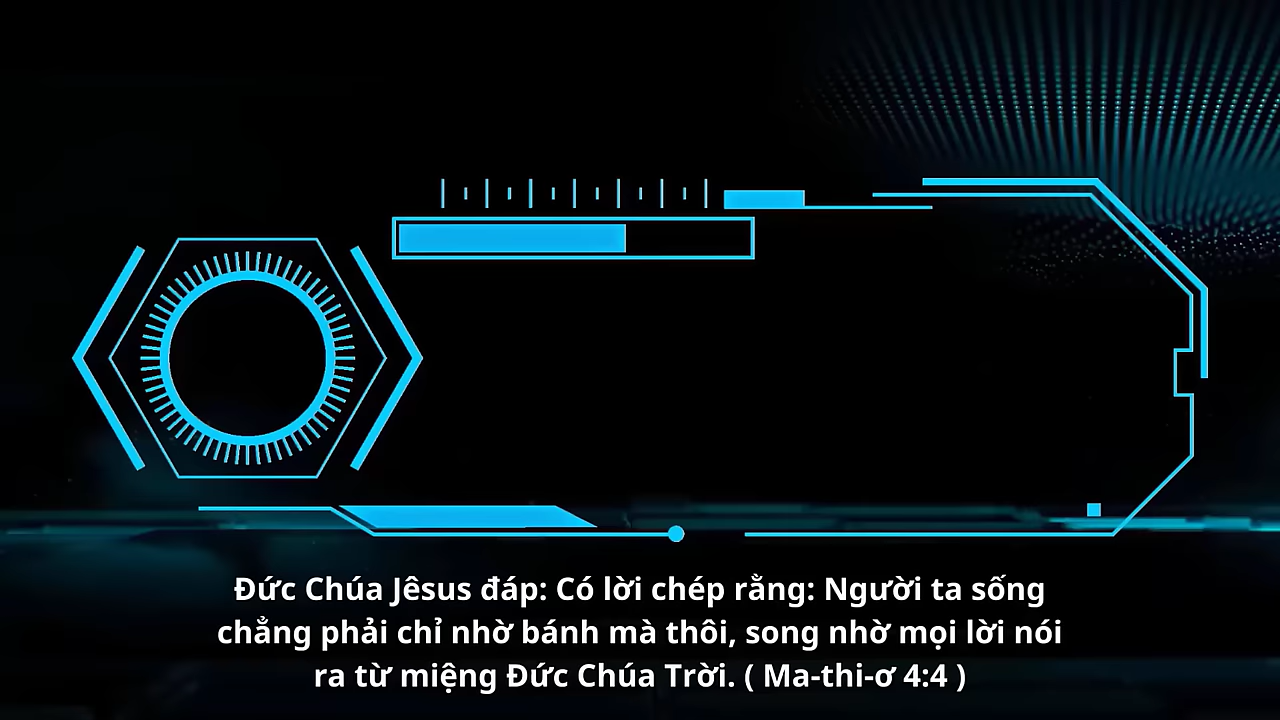 Đức Chúa Jêsus đáp: Có lời chép rằng: Người ta sống
chẳng phải chỉ nhờ bánh mà thôi, song nhờ mọi lời nói
ra từ miệng Đức Chúa Trời. ( Ma-thi-ơ 4:4 )